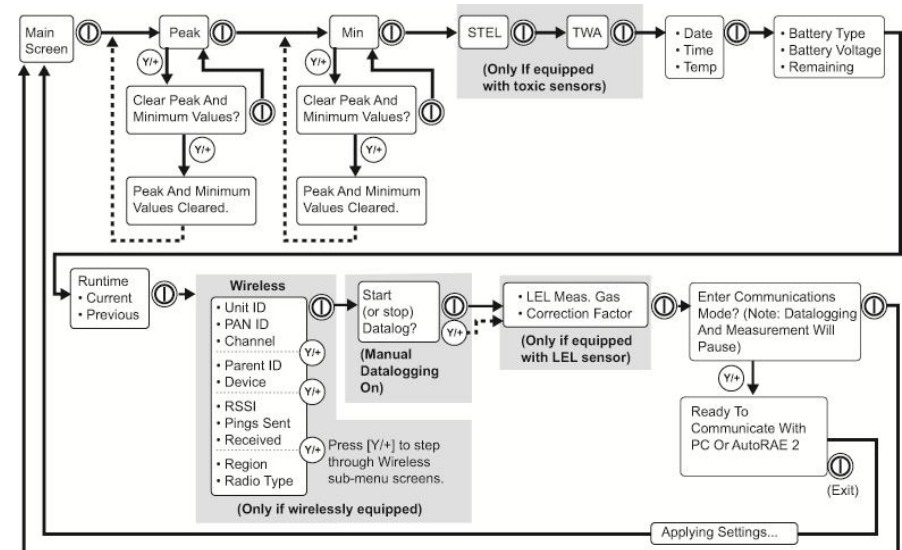 Main
Screen
Peak
Min
STEL
TWA
• Date
• Time
• Temp
• Battery Type
• Battery Voltage
• Remaining
(Only If equipped
with toxic sensors)
Y/+
Y/+
Clear Peak And
Minimum Values?
Clear Peak And
Minimum Values?
Y/+
Y/+
Peak And Minimum
Values Cleared.
Peak And Minimum
Values Cleared.
Runtime
• Current
• Previous
Wireless
• Unit ID
• PAN ID
• Channel
Y/+
• Parent ID
• Device
Y/+
• RSSI
• Pings Sent
• Received
Y/+
• Region
• Radio Type
Press [Y/+] to step
through Wireless
sub-menu screens.
(Only if wirelessly equipped)
Start
(or stop)
Datalog?
Y/+
(Manual
Datalogging
On)
• LEL Meas. Gas
• Correction Factor
(Only if equipped
with LEL sensor)
Enter Communications
Mode? (Note: Datalogging
And Measurement Will
Pause)
Y/+
Ready To
Communicate With
PC Or AutoRAE 2
(Exit)
Applying Settings...